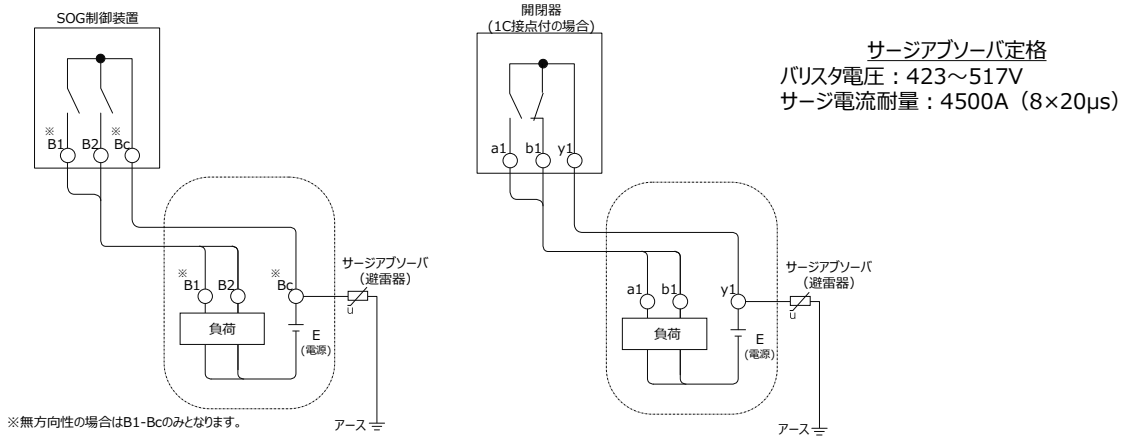 SOG制御装置
※
B1
B2
※
Bc
※
B1
B2
※
Bc
サージアブソーバ
(避雷器)
u
負荷
E
(電源)
アース
※無方向性の場合はB1-Bcのみとなります。
開閉器
(1C接点付の場合)
a1
b1
y1
a1
b1
y1
サージアブソーバ
(避雷器)
u
負荷
E
(電源)
アース
サージアブソーバ定格
バリスタ電圧：423～517V
サージ電流耐量：4500A（8×20μs）